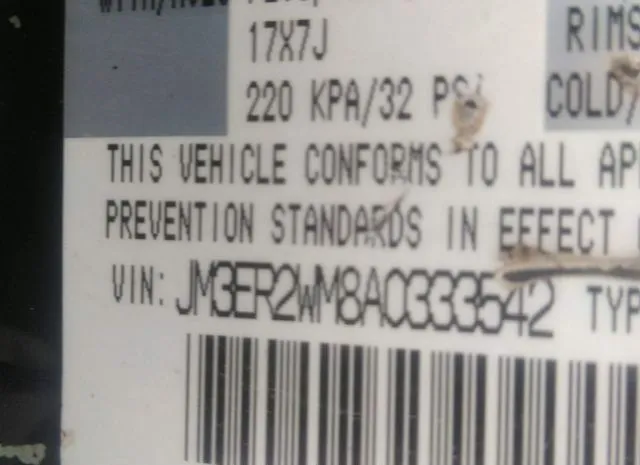 17X7J
RIMS
220 KPA/32 PSi
COLD/
THIS VEHICLE CONFORMS TO ALL
PREVENTION STANDARDS IN EFFECT
VIN: JM3ER2WM8A0333542 TYP